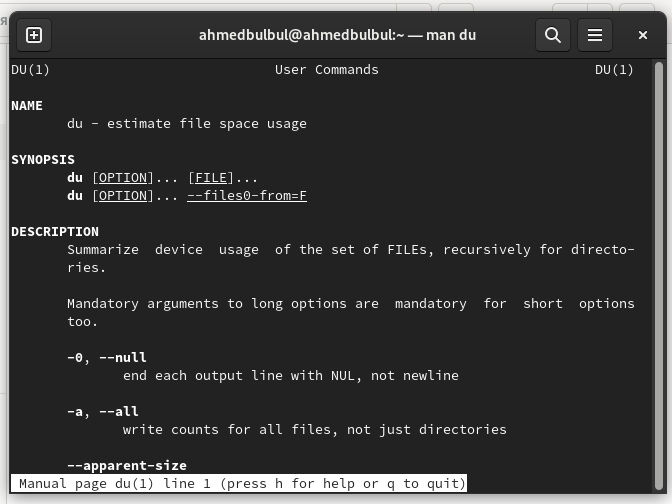 ahmedbulbul@ahmedbulbul:~ — man du
DU(1) User Commands DU(1)
NAME
du - estimate file space usage
SYNOPSIS
du [OPTION]... [FILE]...
du [OPTION]... --files0-from=F
DESCRIPTION
Summarize device usage of the set of FILEs, recursively for directo-
ries.
Mandatory arguments to long options are mandatory for short options
too.
-0, --null
end each output line with NUL, not newline
-a, --all
write counts for all files, not just directories
--apparent-size
Manual page du(1) line 1 (press h for help or q to quit)